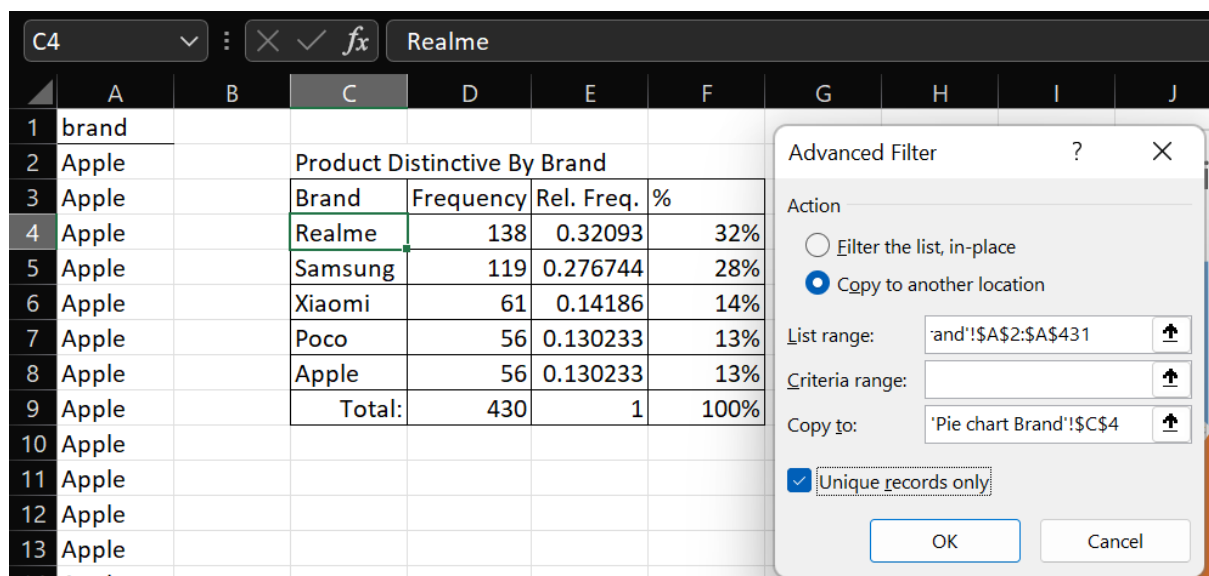 C4 fx Realme
A B C D E F G H I J
1 brand
2 Apple Product Distinctive By Brand
3 Apple Brand Frequency Rel. Freq. %
4 Apple Realme 138 0.32093 32%
5 Apple Samsung 119 0.276744 28%
6 Apple Xiaomi 61 0.14186 14%
7 Apple Poco 56 0.130233 13%
8 Apple Apple 56 0.130233 13%
9 Apple Total: 430 1 100%
10 Apple
11 Apple
12 Apple
13 Apple
Advanced Filter ?
Action
Filter the list, in-place
Copy to another location
List range: and'!$A$2:$A$431
Criteria range:
Copy to: 'Pie chart Brand'!$C$4
Unique records only
OK Cancel